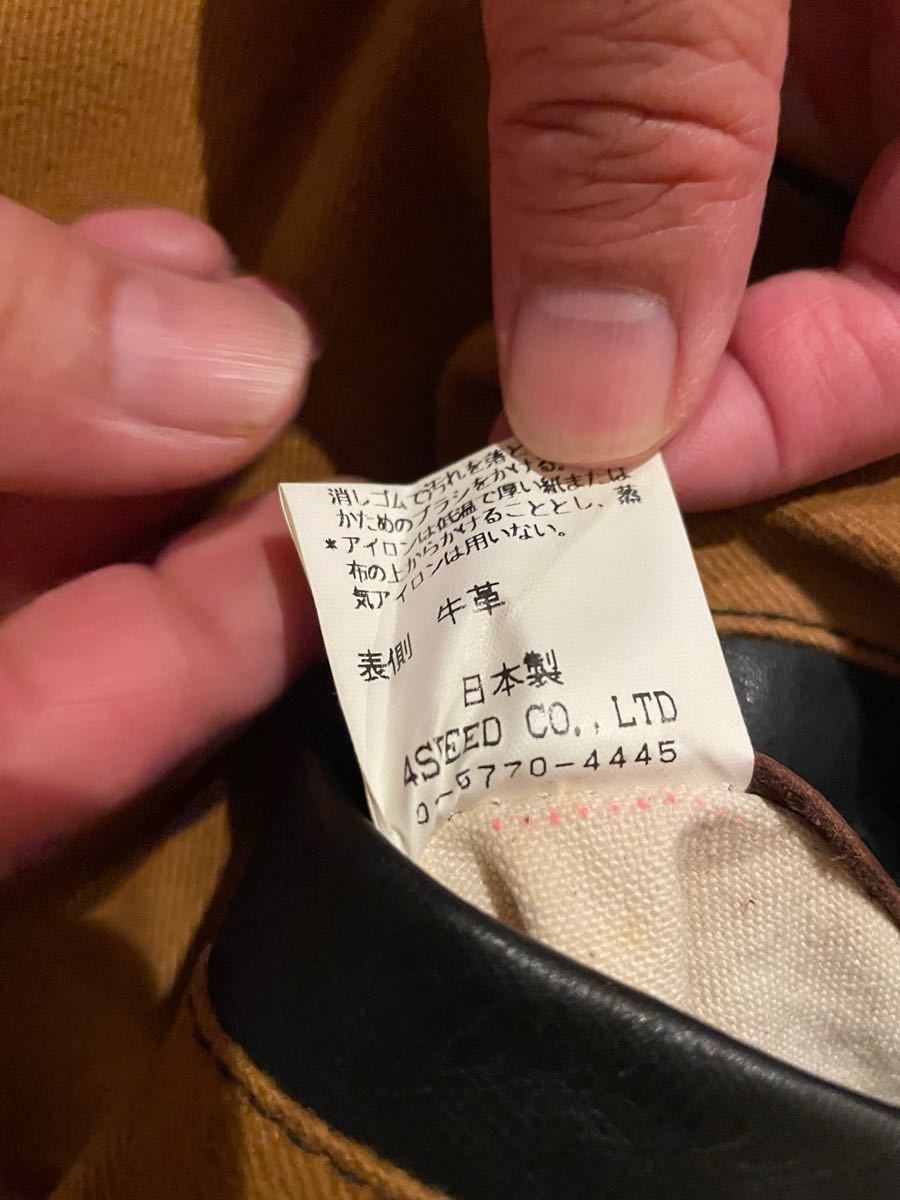 消しゴムで汚れを落と
かためのブラシをかける。
*アイロンは低温で厚い紙または
布の上からかけることとし、蒸
気アイロンは用いない。
表側 牛革
日本製
CO., LTD
5770-4445